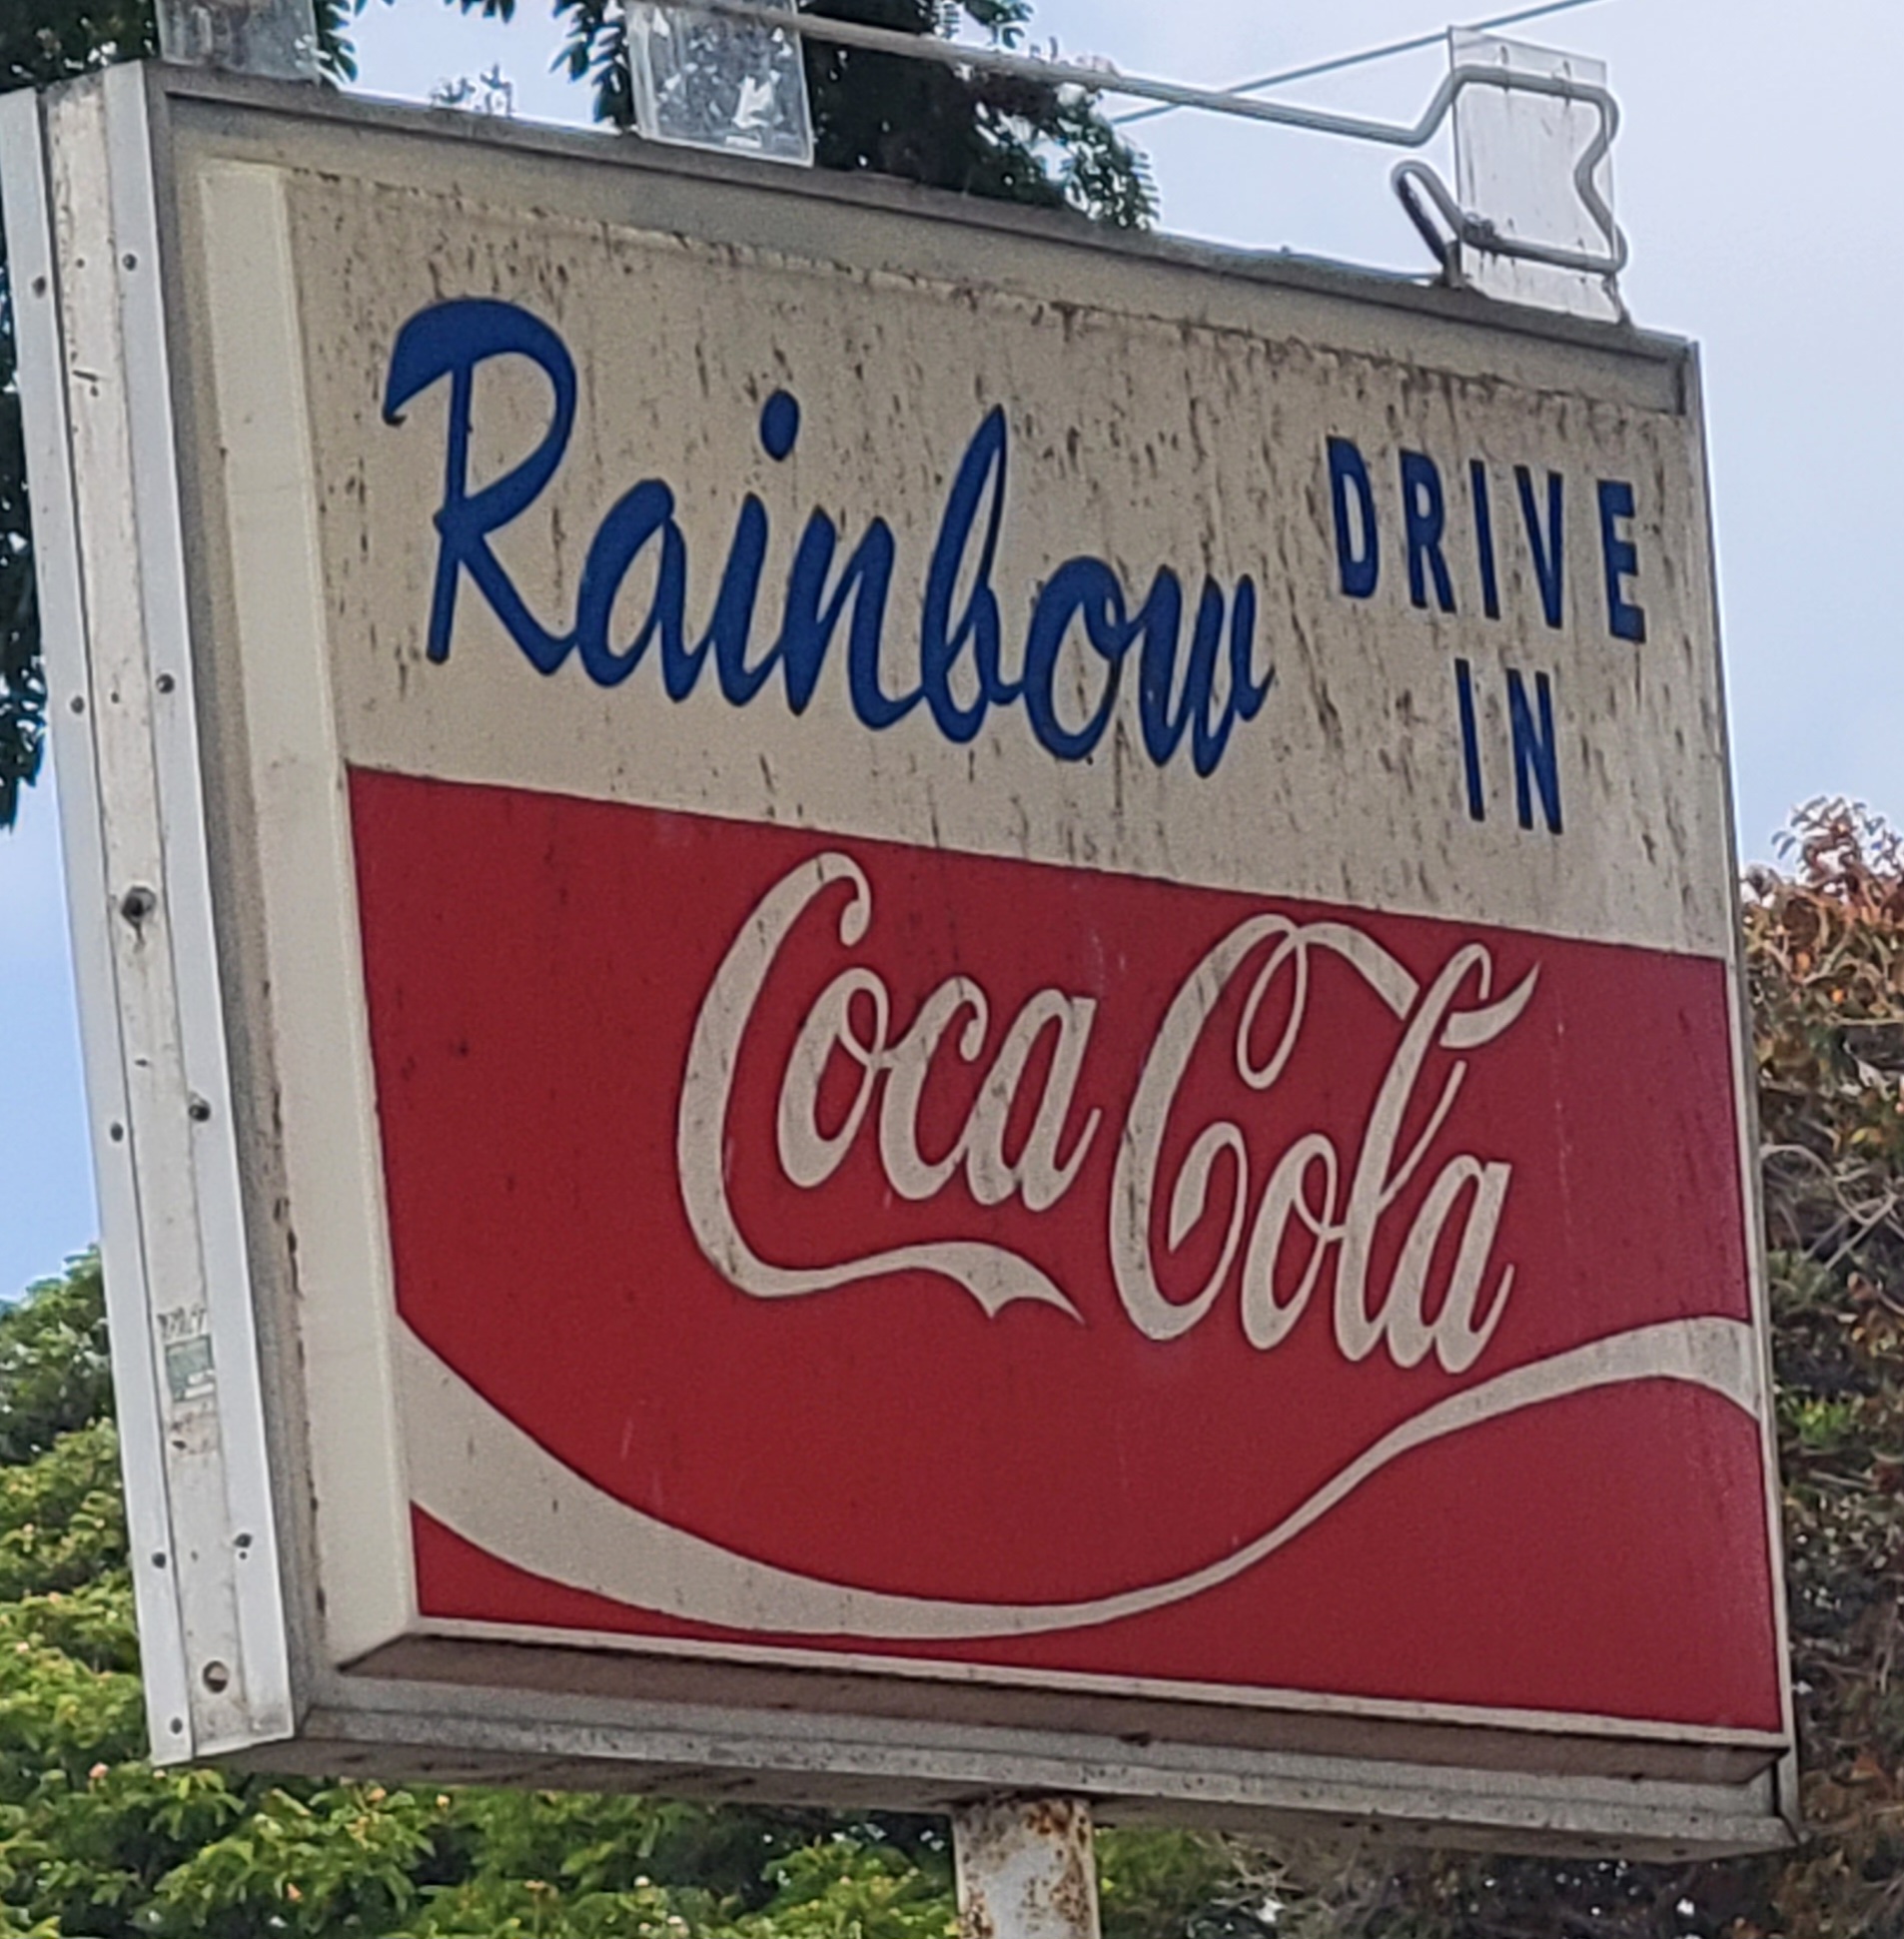 Rainbow DRIVE
IN
Coca Cola